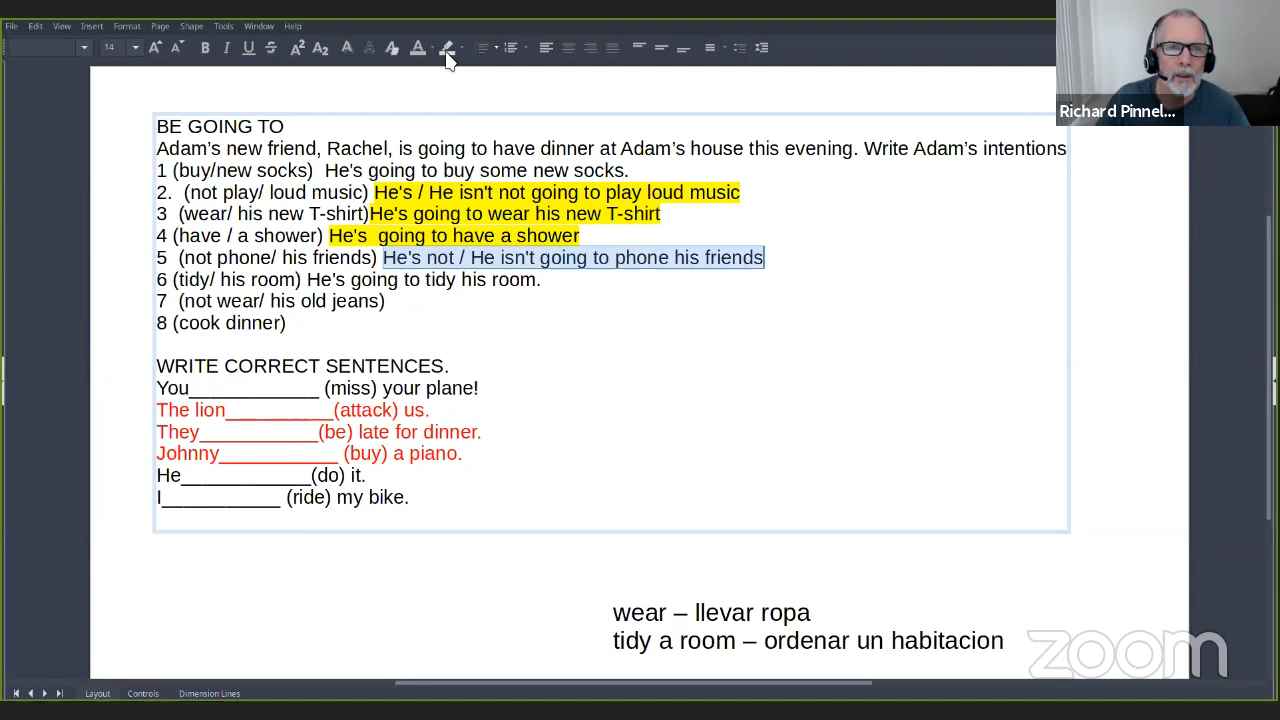 File Edit View Insert Format Page Shape Tools Window Help
14
Richard Pinnel...
BE GOING TO
Adam's new friend, Rachel, is going to have dinner at Adam's house this evening. Write Adam's intentions
1 (buy/new socks)  He's going to buy some new socks.
2.  (not play/ loud music) He's / He isn't not going to play loud music
3  (wear/ his new T-shirt)He's going to wear his new T-shirt
4 (have / a shower) He's  going to have a shower
5  (not phone/ his friends) He's not / He isn't going to phone his friends
6 (tidy/ his room) He's going to tidy his room.
7  (not wear/ his old jeans)
8 (cook dinner)
WRITE CORRECT SENTENCES.
You____________ (miss) your plane!
The lion__________(attack) us.
They___________(be) late for dinner.
Johnny___________ (buy) a piano.
He____________(do) it.
I___________ (ride) my bike.
wear – llevar ropa
tidy a room – ordenar un habitacion
zoom
Layout Controls Dimension Lines